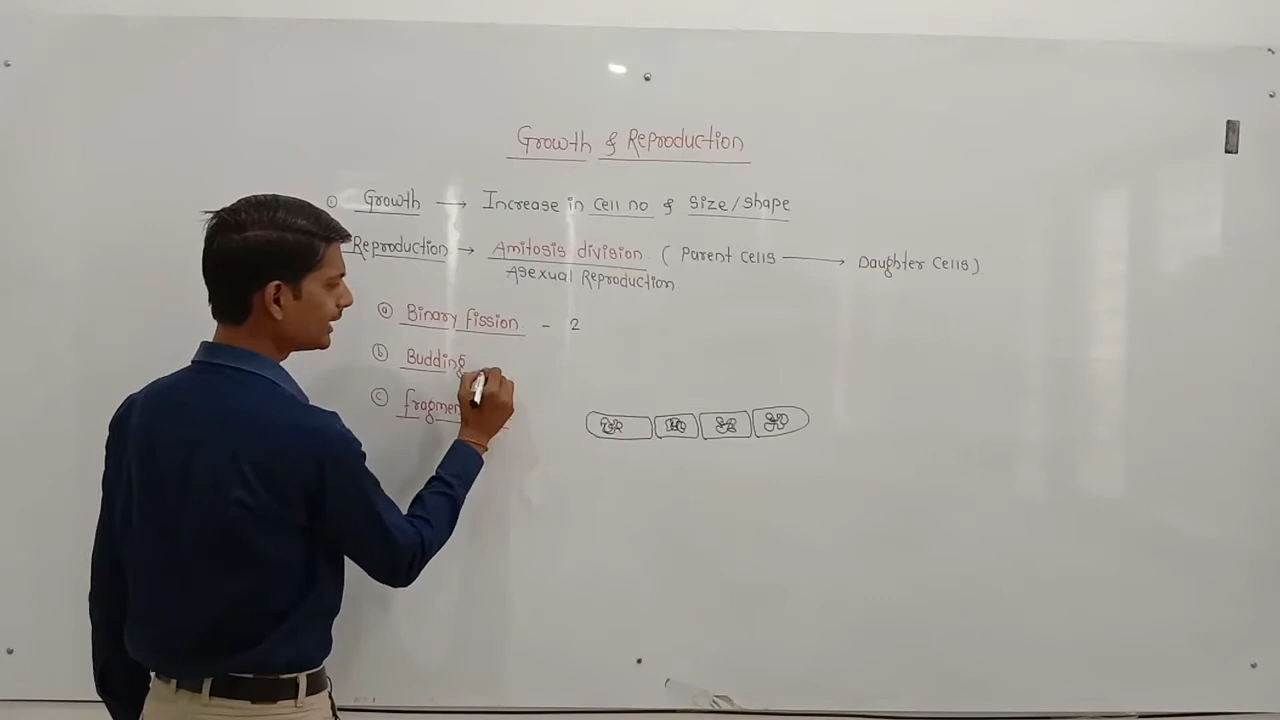 Growth & Reproduction
① Growth → Increase in cell no & size/shape
Reproduction → Amitosis division (Parent cells → Daughter cells)
Asexual Reproduction
ⓐ Binary fission - 2
ⓑ Budding
ⓒ